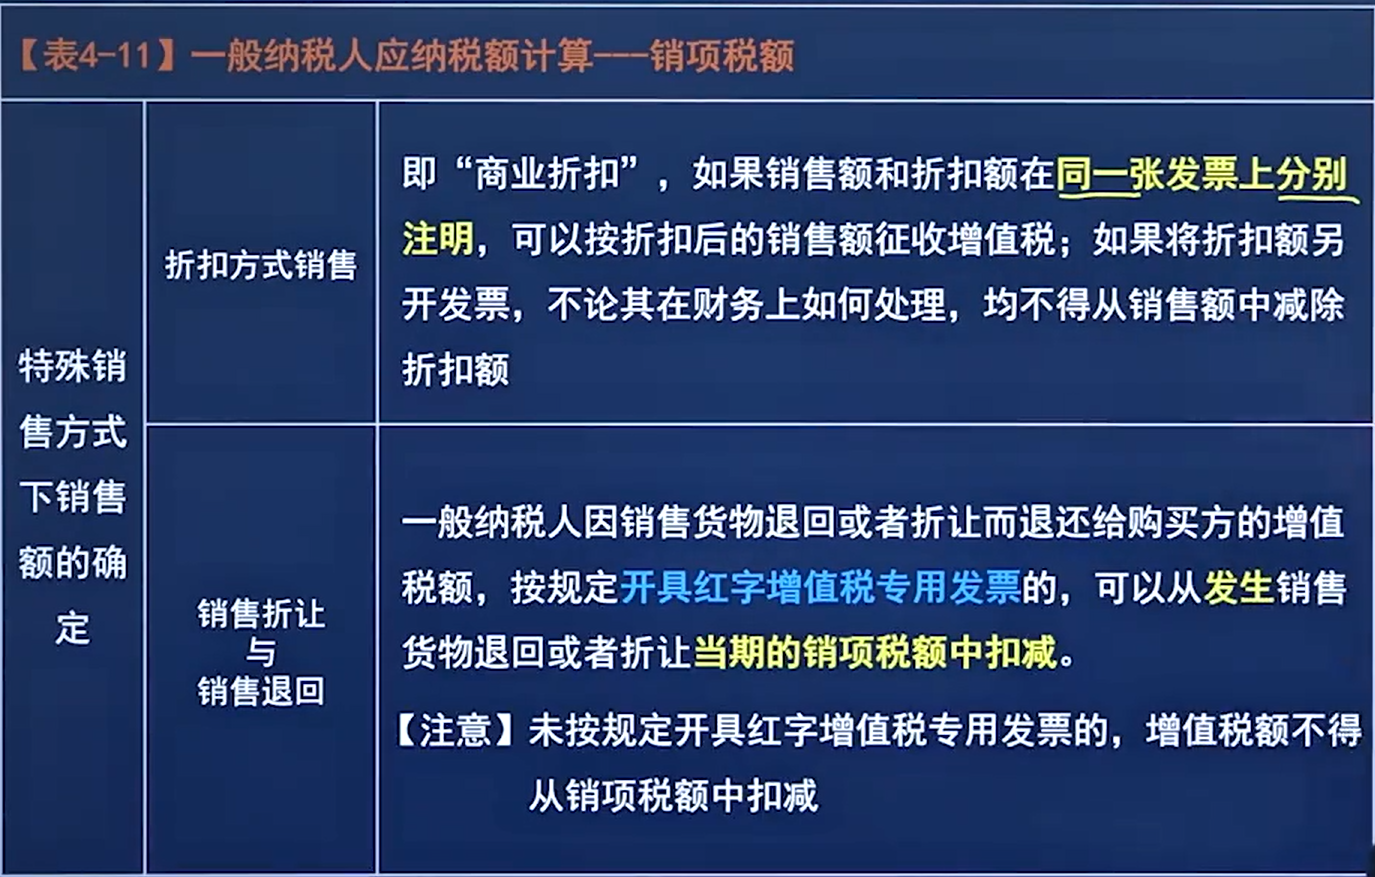 【表4-11】一般纳税人应纳税额计算---销项税额
特殊销
售方式
下销售
额的确
定
折扣方式销售
即“商业折扣”，如果销售额和折扣额在同一张发票上分别
注明，可以按折扣后的销售额征收增值税；如果将折扣额另
开发票，不论其在财务上如何处理，均不得从销售额中减除
折扣额
销售折让
与
销售退回
一般纳税人因销售货物退回或者折让而退还给购买方的增值
税额，按规定开具红字增值税专用发票的，可以从发生销售
货物退回或者折让当期的销项税额中扣减。
【注意】未按规定开具红字增值税专用发票的，增值税额不得
从销项税额中扣减